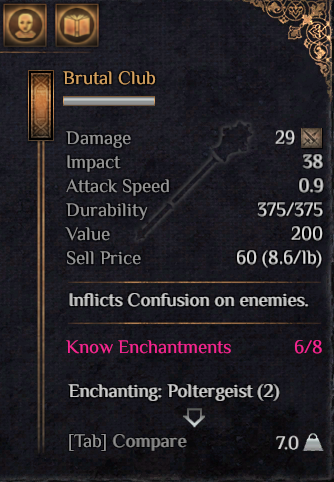 Brutal Club
Damage 29
Impact 38
Attack Speed 0.9
Durability 375/375
Value 200
Sell Price 60 (8.6/lb)
Inflicts Confusion on enemies.
Know Enchantments 6/8
Enchanting: Poltergeist (2)
[Tab] Compare 7.0